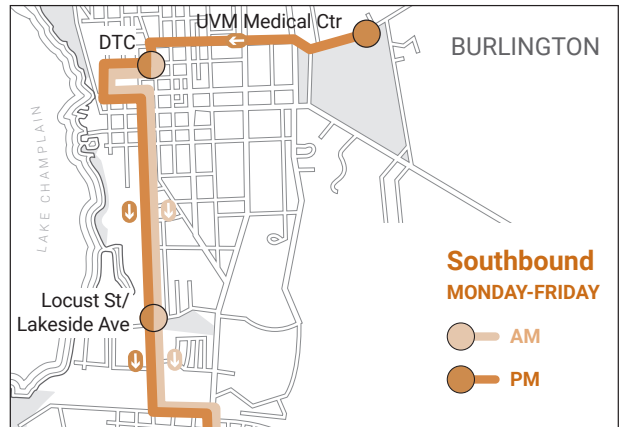 UVM Medical Ctr
DTC
BURLINGTON
LAKE CHAMPLAIN
Southbound
MONDAY-FRIDAY
Locust St/
Lakeside Ave
AM
PM